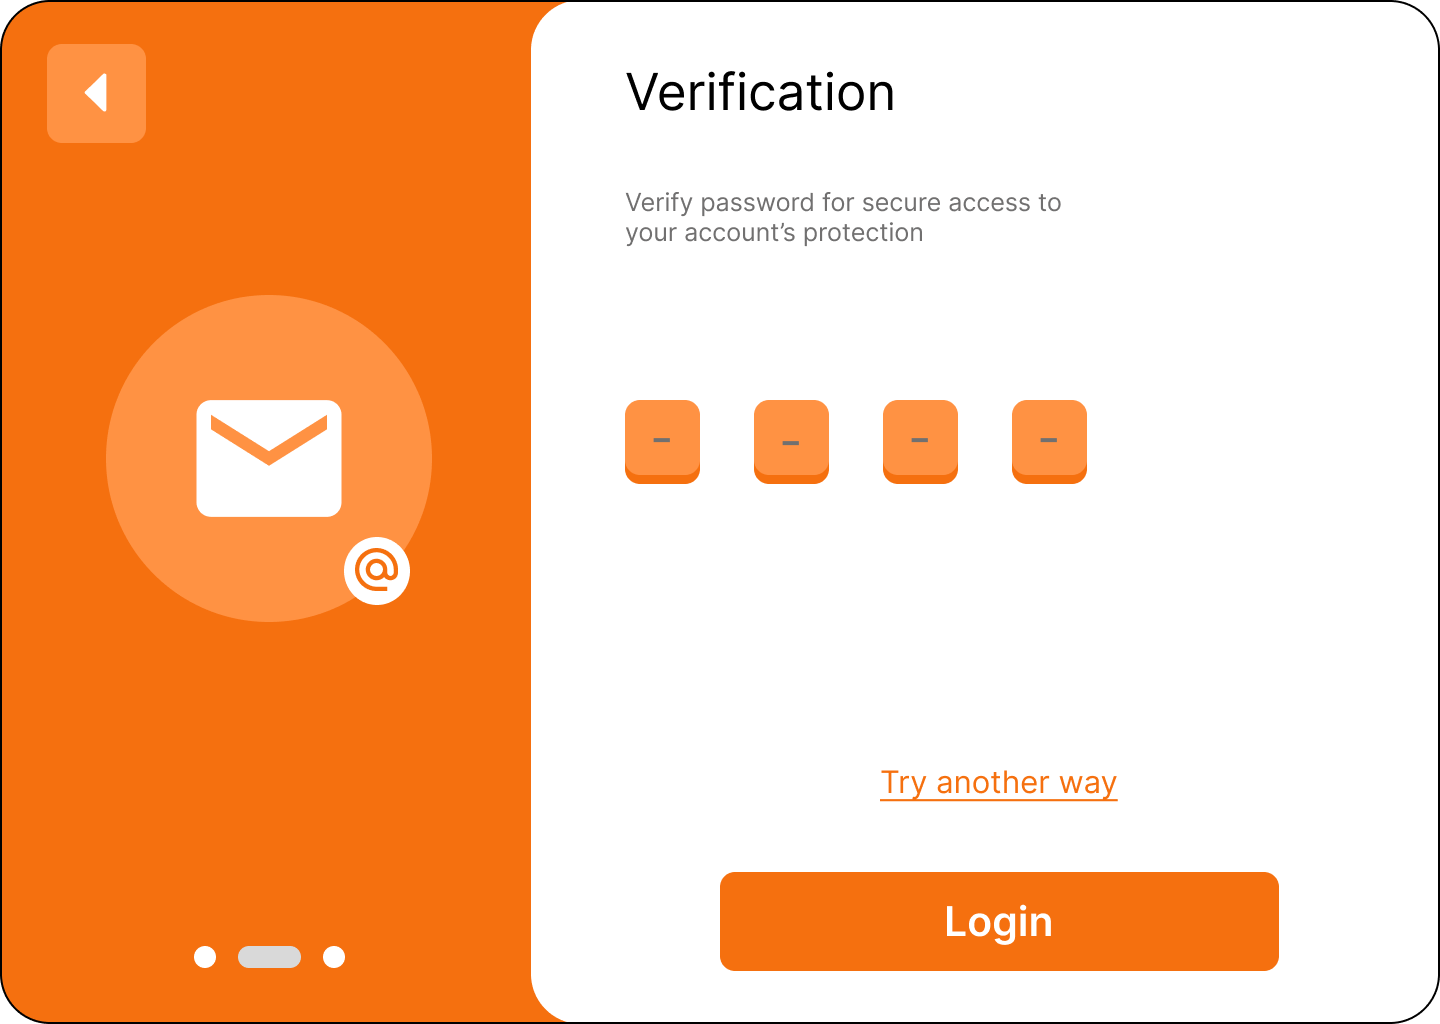 Verification
Verify password for secure access to
your account’s protection
– – – –
@
Try another way
Login